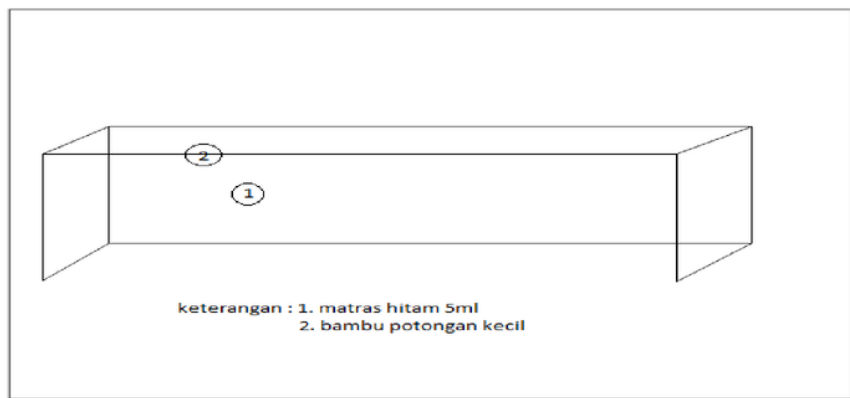 2
1
keterangan : 1. matras hitam 5ml
2. bambu potongan kecil